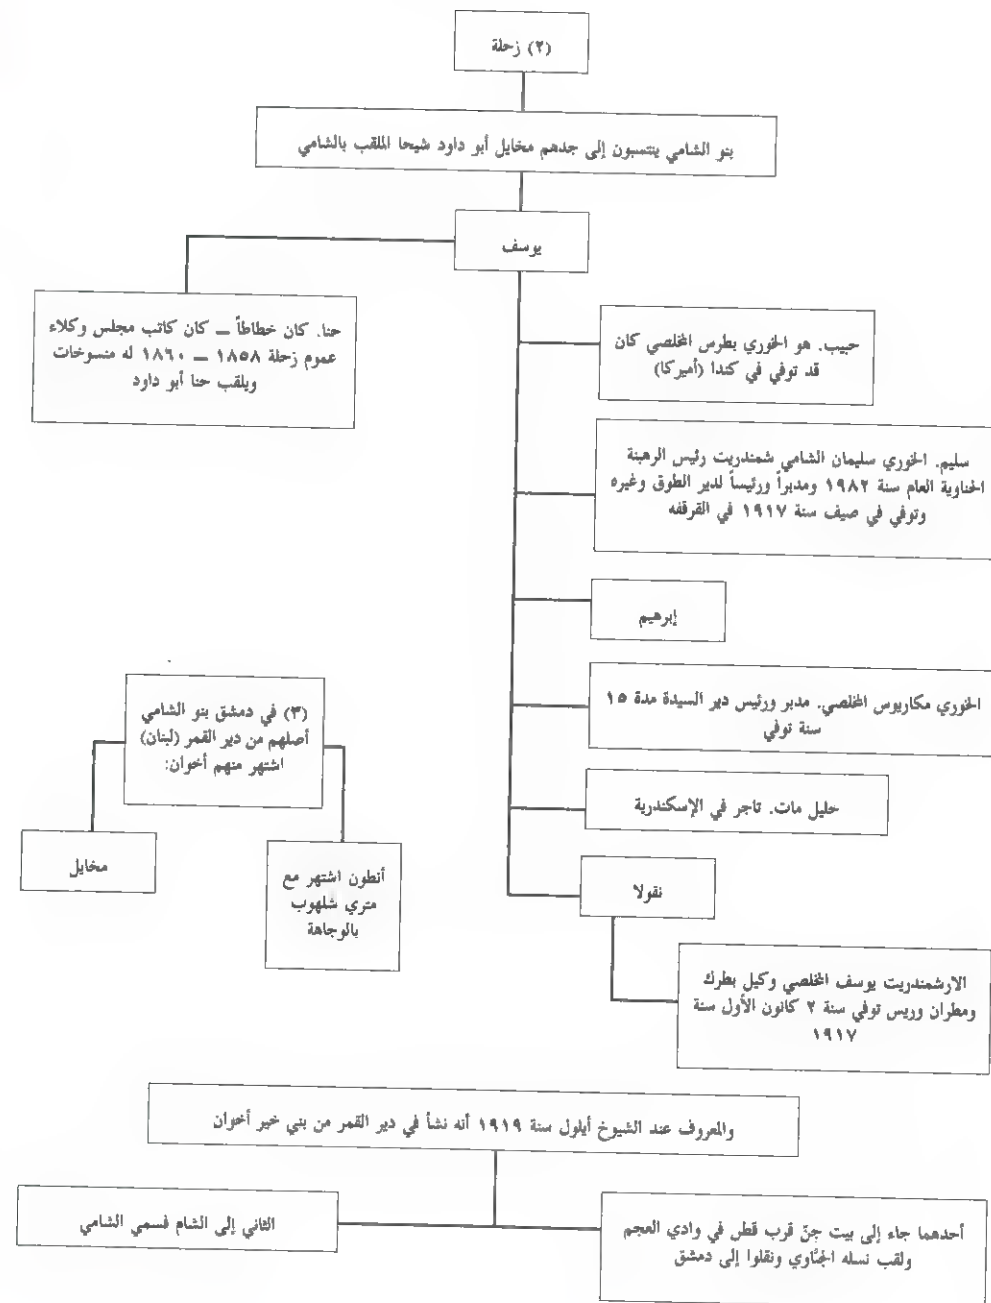 (٢) زحلة
بنو الشامي ينتسبون إلى جدهم مخايل أبو داود شيحا الملقب بالشامي
يوسف
حبيب. هو الخوري بطرس المخلصي كان
قد توفي في كندا (أميركا)
حنا. كان خطاطاً ــ كان كاتب مجلس وكلاء
عموم زحلة ١٨٥٨ ــ ١٨٦٠ له منسوخات
ويلقب حنا أبو داود
سليم. الخوري سليمان الشامي شمندريت رئيس الرهبنة
الحناوية العام سنة ١٩٨٢ ومدبراً ورئيساً لدير الطوق وغيره
وتوفي في صيف سنة ١٩١٧ في القرقفه
إبرهيم
الخوري مكاريوس المخلصي. مدبر ورئيس دير السيدة مدة ١٥
سنة توفي
حليل مات. تاجر في الإسكندرية
نقولا
الارشمندريت يوسف المخلصي وكيل بطرك
ومطران وريس توفي سنة ٢ كانون الأول سنة
١٩١٧
(٣) في دمشق بنو الشامي
أصلهم من دير القمر (لبنان)
اشتهر منهم أخوان:
أنطون اشتهر مع
متري شلهوب
بالوجاهة
مخايل
والمعروف عند الشيوخ أيلول سنة ١٩١٩ أنه نشأ في دير القمر من بني خير أخوان
أحدهما جاء إلى بيت جنّ قرب قطر في وادي العجم
ولقب نسله الجنَّاوي ونقلوا إلى دمشق
الثاني إلى الشام فسمي الشامي